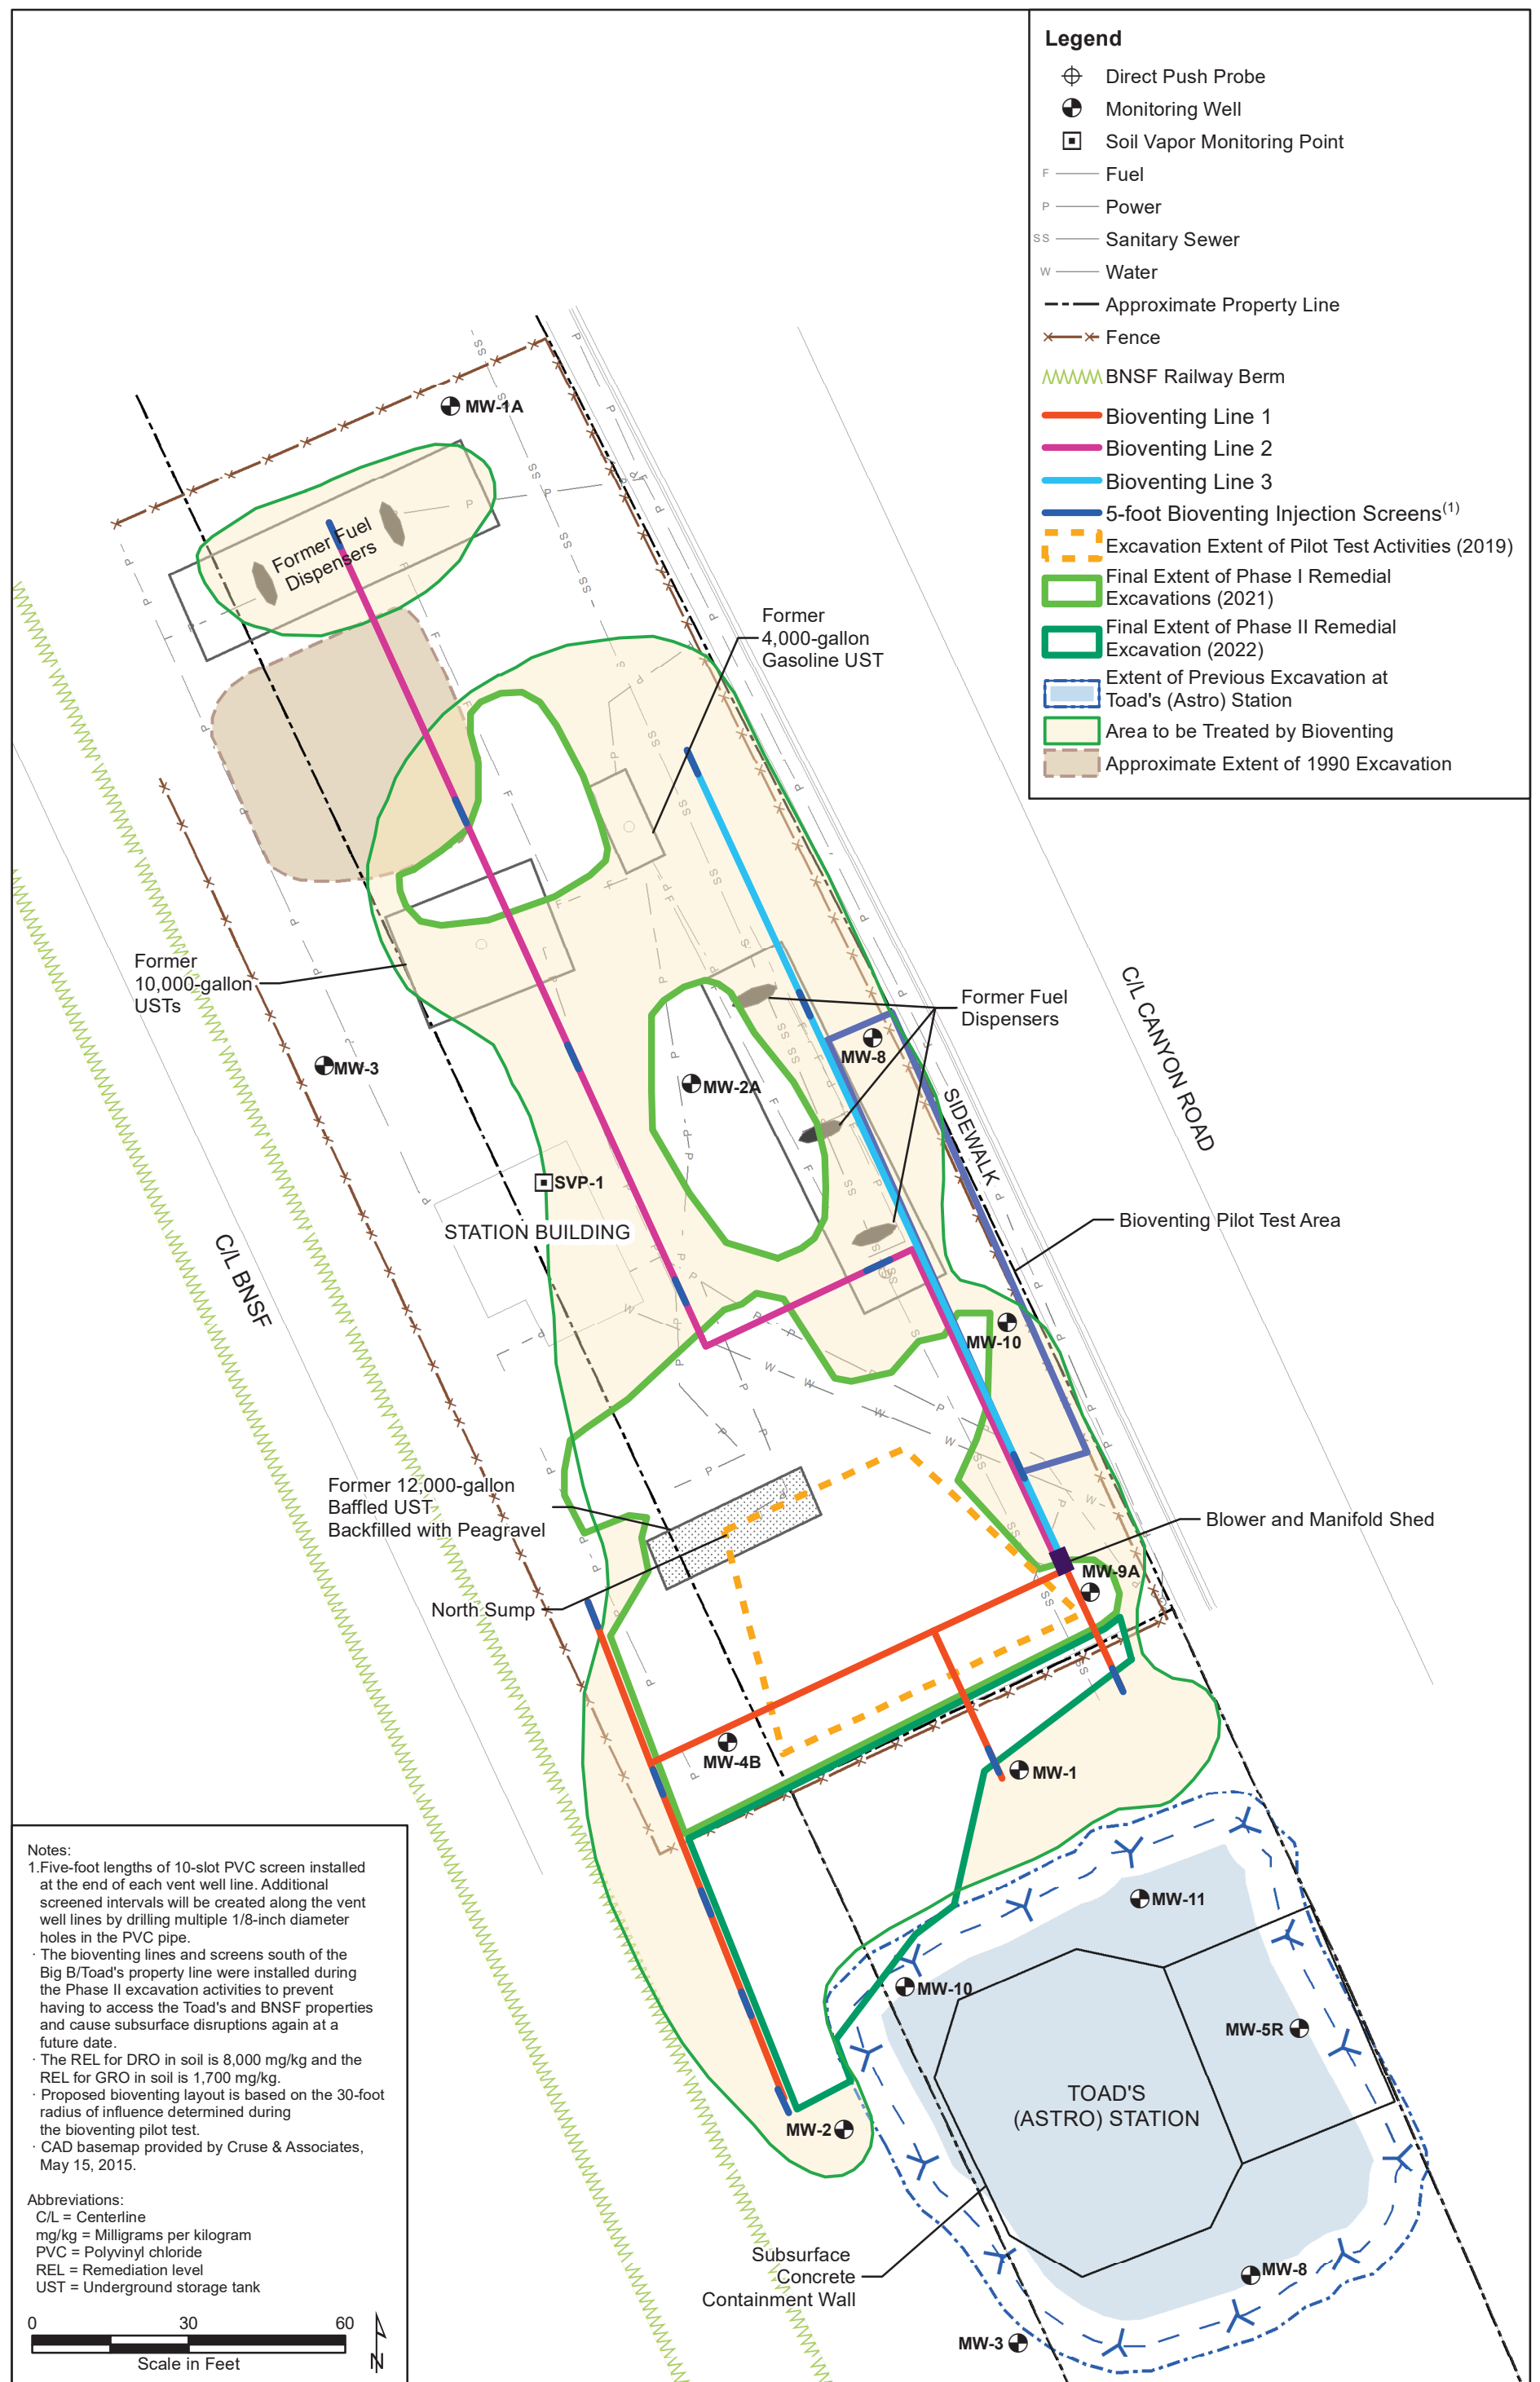 Legend
Direct Push Probe
Monitoring Well
Soil Vapor Monitoring Point
F Fuel
P Power
SS Sanitary Sewer
W Water
Approximate Property Line
Fence
BNSF Railway Berm
Bioventing Line 1
Bioventing Line 2
Bioventing Line 3
5-foot Bioventing Injection Screens(1)
Excavation Extent of Pilot Test Activities (2019)
Final Extent of Phase I Remedial
Excavations (2021)
Final Extent of Phase II Remedial
Excavation (2022)
Extent of Previous Excavation at
Toad's (Astro) Station
Area to be Treated by Bioventing
Approximate Extent of 1990 Excavation
MW-1A
Former Fuel
Dispensers
Former
4,000-gallon
Gasoline UST
Former
10,000-gallon
USTs
MW-3
MW-2A
MW-8
Former Fuel
Dispensers
C/L CANYON ROAD
SIDEWALK
SVP-1
STATION BUILDING
Bioventing Pilot Test Area
C/L BNSF
MW-10
Former 12,000-gallon
Baffled UST
Backfilled with Peagravel
Blower and Manifold Shed
MW-9A
North Sump
MW-4B
MW-1
MW-11
MW-10
MW-5R
TOAD'S
(ASTRO) STATION
MW-2
Subsurface
Concrete
Containment Wall
MW-8
MW-3
Notes:
1.Five-foot lengths of 10-slot PVC screen installed
at the end of each vent well line. Additional
screened intervals will be created along the vent
well lines by drilling multiple 1/8-inch diameter
holes in the PVC pipe.
· The bioventing lines and screens south of the
Big B/Toad's property line were installed during
the Phase II excavation activities to prevent
having to access the Toad's and BNSF properties
and cause subsurface disruptions again at a
future date.
· The REL for DRO in soil is 8,000 mg/kg and the
REL for GRO in soil is 1,700 mg/kg.
· Proposed bioventing layout is based on the 30-foot
radius of influence determined during
the bioventing pilot test.
· CAD basemap provided by Cruse & Associates,
May 15, 2015.
Abbreviations:
C/L = Centerline
mg/kg = Milligrams per kilogram
PVC = Polyvinyl chloride
REL = Remediation level
UST = Underground storage tank
0 30 60
Scale in Feet
N